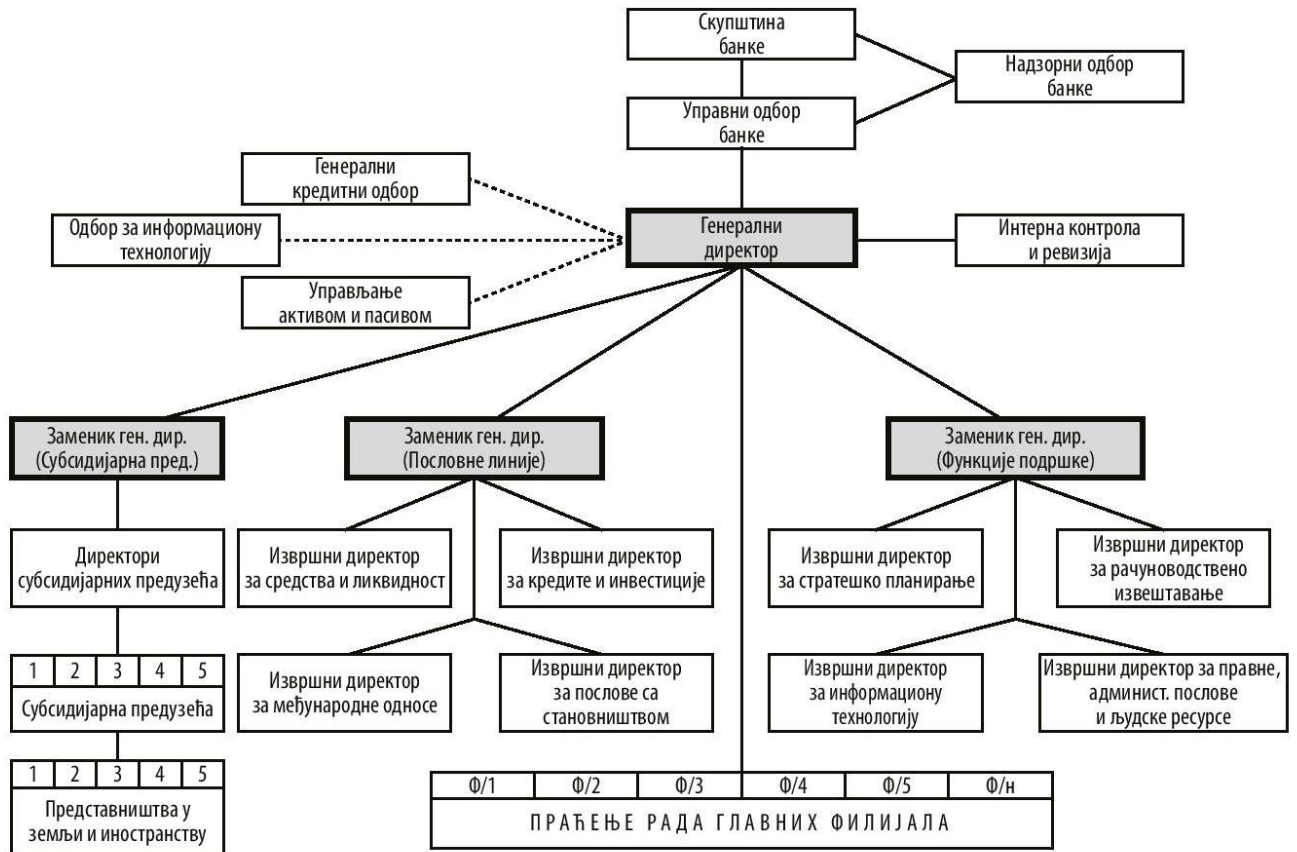 Скупштина
банке
Надзорни одбор
банке
Управни одбор
банке
Генерални
кредитни одбор
Одбор за информациону
технологију
Генерални
директор
Интерна контрола
и ревизија
Управљање
активом и пасивом
Заменик ген. дир.
(Субсидијарна пред.)
Заменик ген. дир.
(Пословне линије)
Заменик ген. дир.
(Функције подршке)
Директори
субсидијарних предузећа
Извршни директор
за средства и ликвидност
Извршни директор
за кредите и инвестиције
Извршни директор
за стратешко планирање
Извршни директор
за рачуноводствено
извештавање
1 2 3 4 5
Субсидијарна предузећа
Извршни директор
за међународне односе
Извршни директор
за послове са
становништвом
Извршни директор
за информациону
технологију
Извршни директор за правне,
админист. послове
и људске ресурсе
1 2 3 4 5
Представништва у
земљи и иностранству
Ф/1 Ф/2 Ф/3 Ф/4 Ф/5 Ф/н
ПРАЋЕЊЕ РАДА ГЛАВНИХ ФИЛИЈАЛА